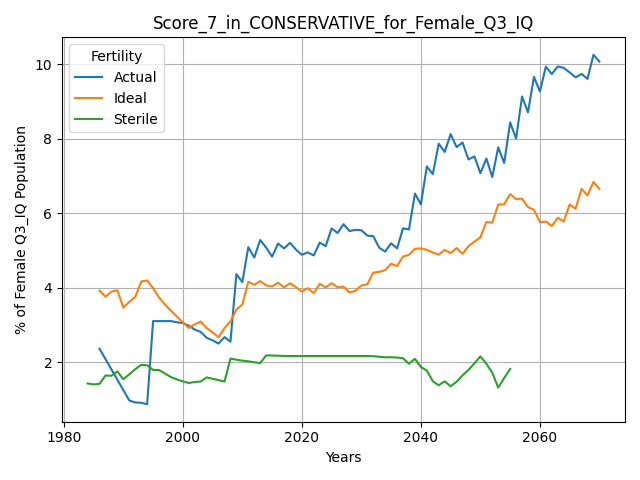 Score_7_in_CONSERVATIVE_for_Female_Q3_IQ
Fertility
Actual
Ideal
Sterile
% of Female Q3_IQ Population
10
8
6
4
2
1980
2000
2020
2040
2060
Years